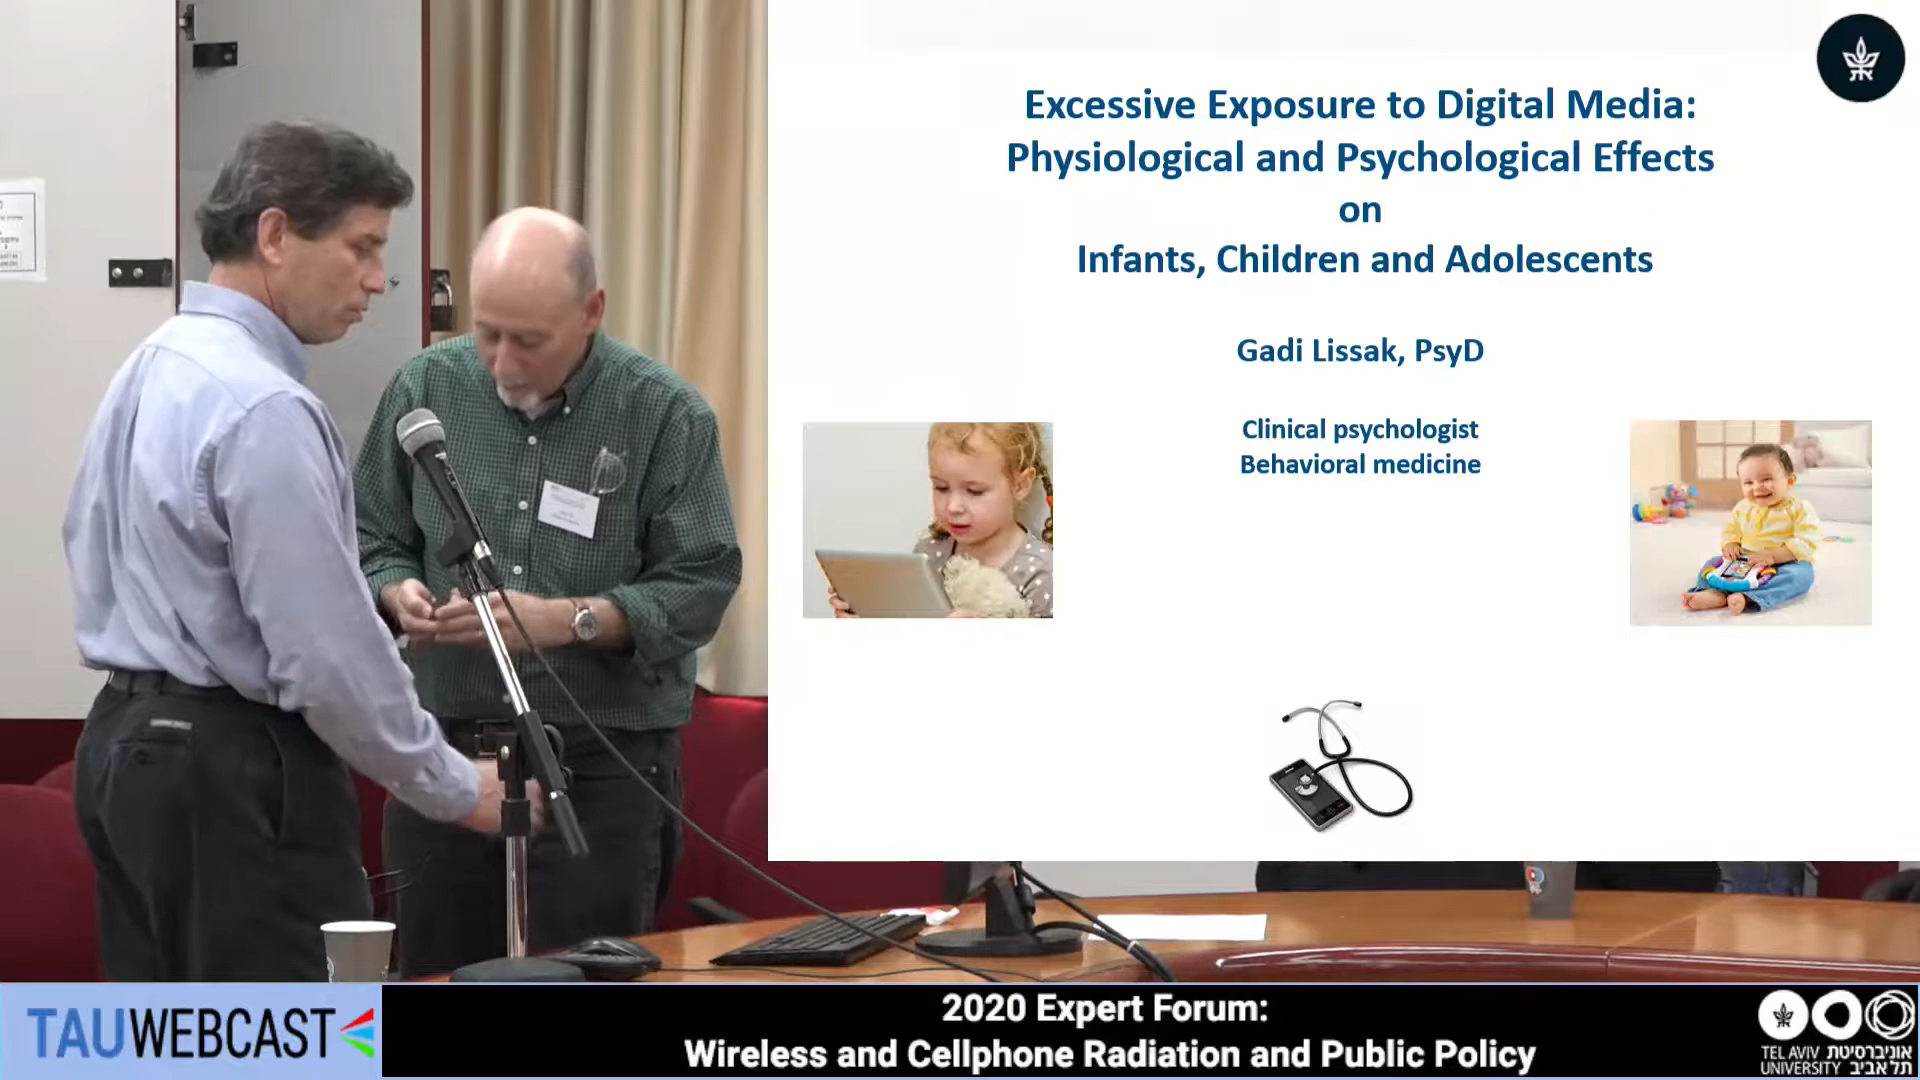 Excessive Exposure to Digital Media:
Physiological and Psychological Effects
on
Infants, Children and Adolescents
Gadi Lissak, PsyD
Clinical psychologist
Behavioral medicine
TAUWEBCAST
2020 Expert Forum:
Wireless and Cellphone Radiation and Public Policy
TEL AVIV אוניברסיטת
UNIVERSITY תל אביב